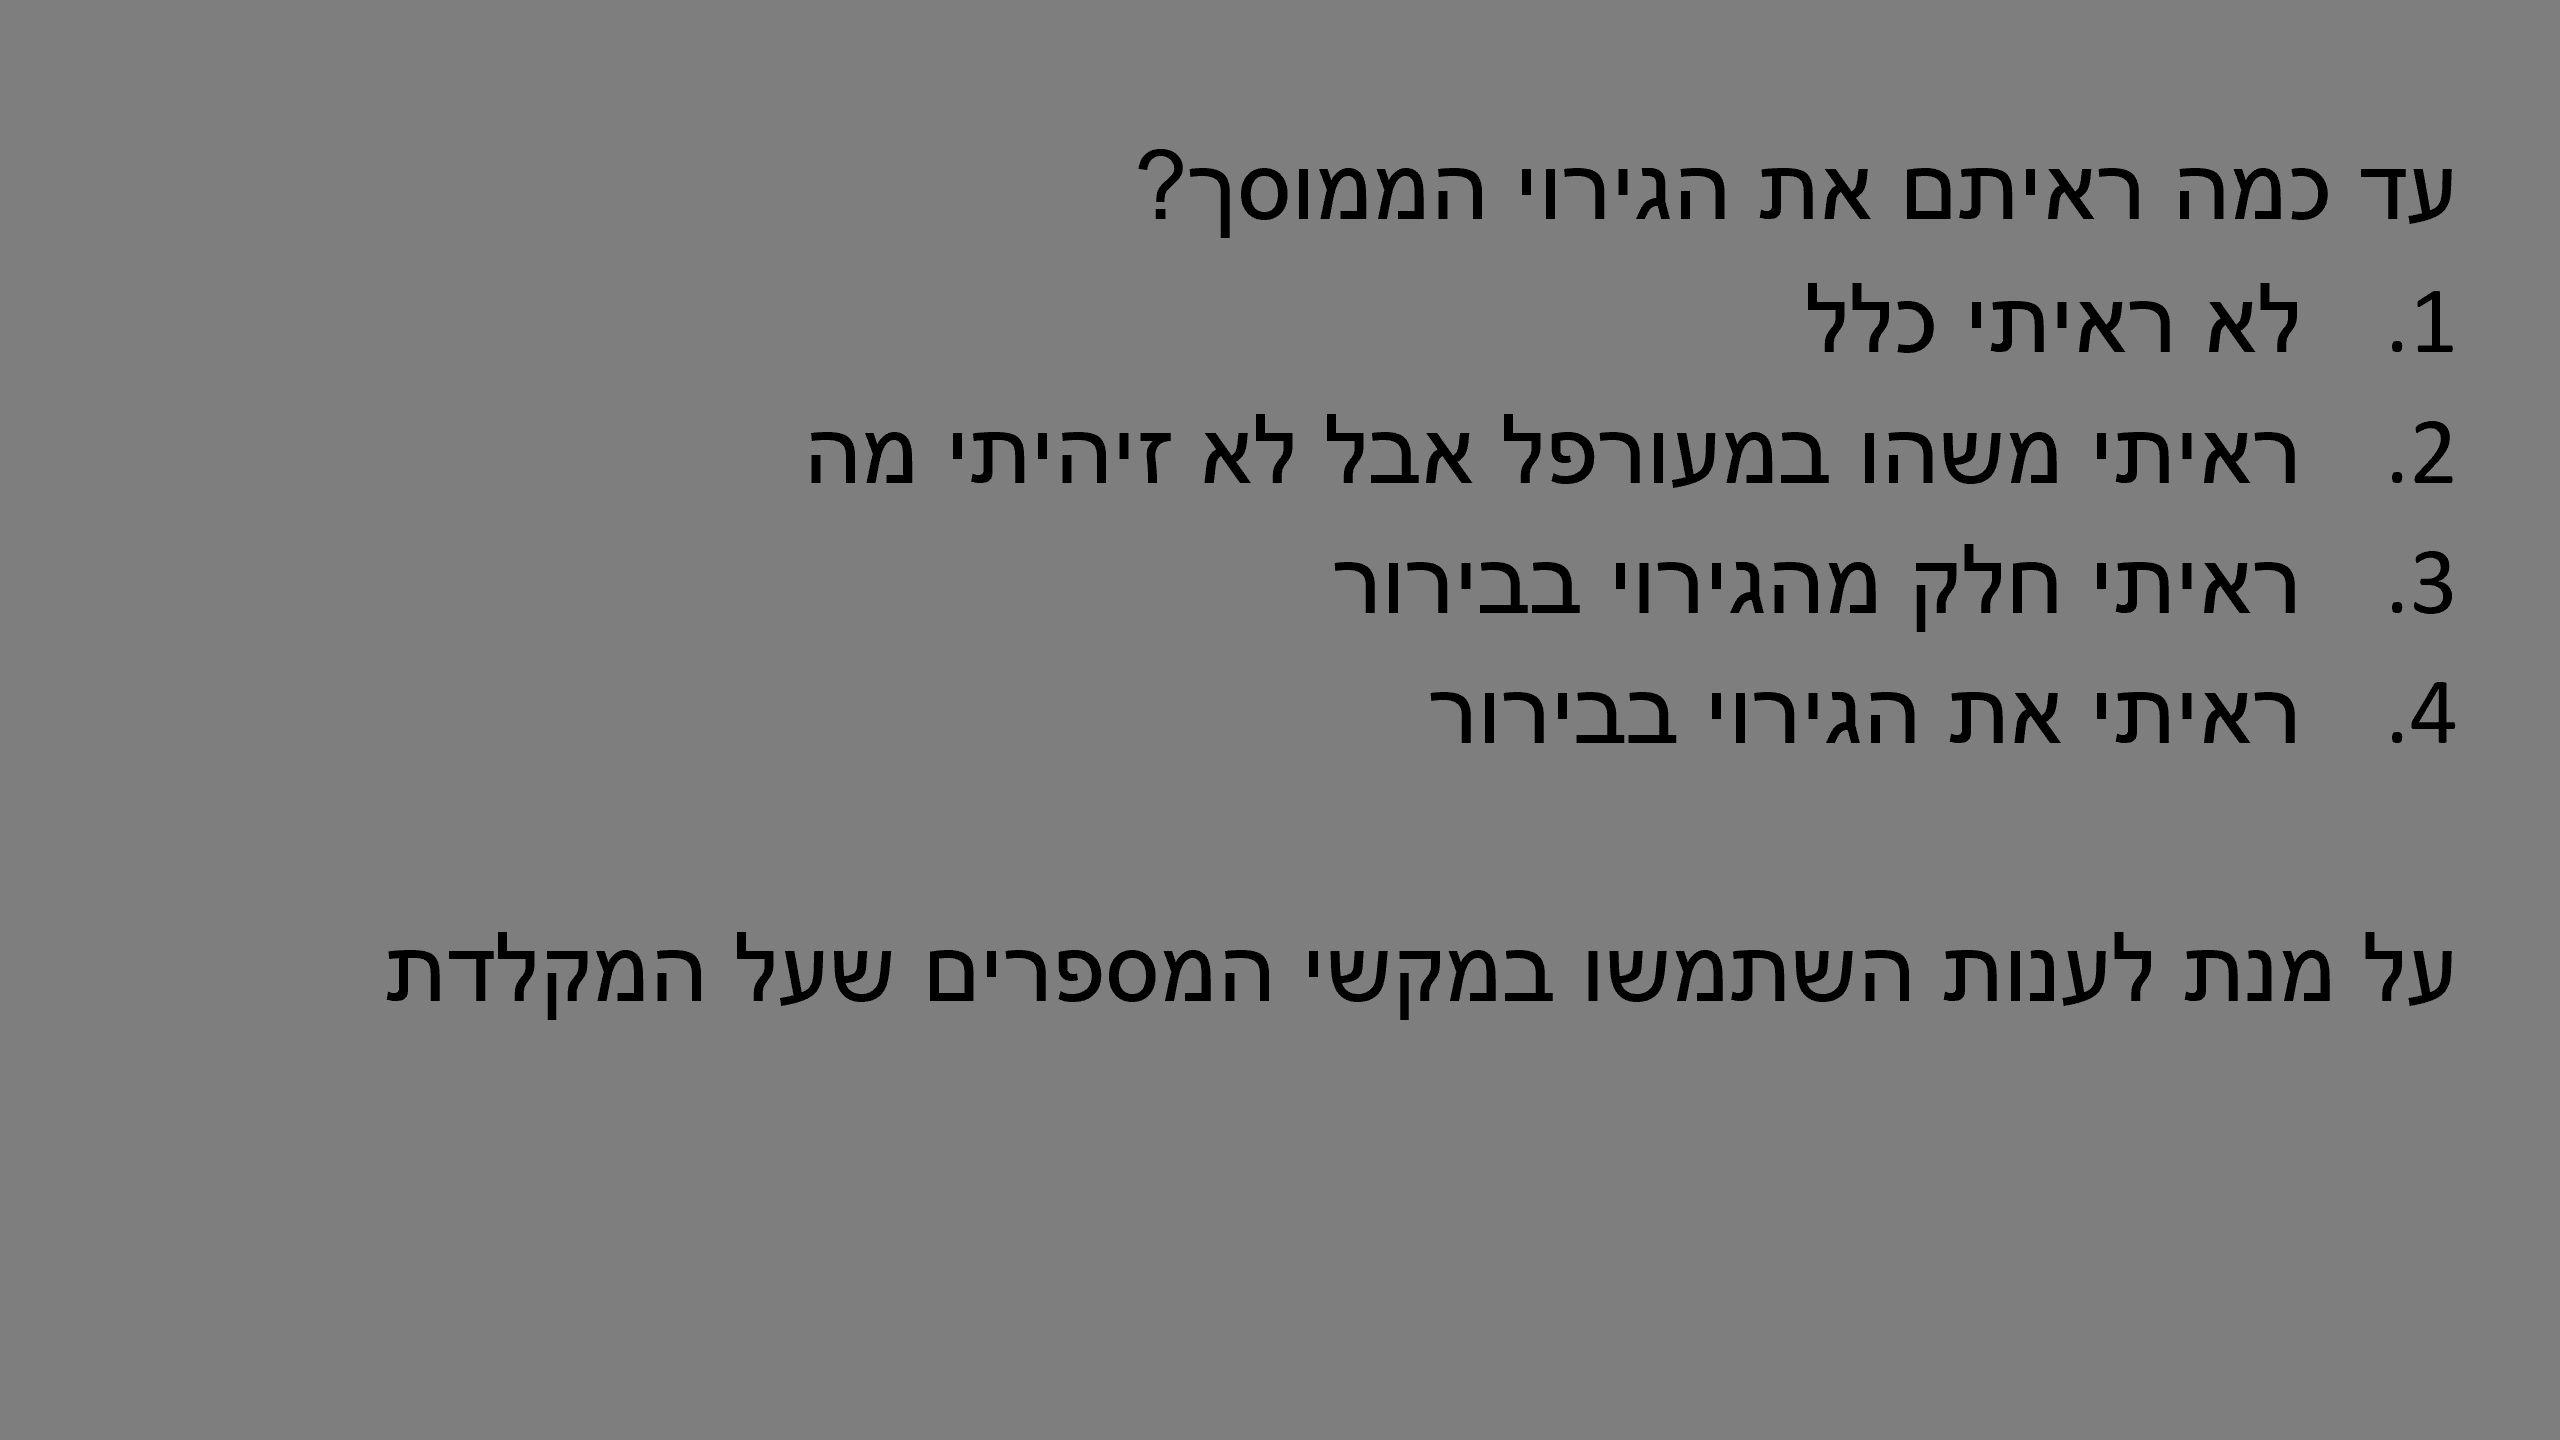 עד כמה ראיתם את הגירוי הממוסך?
1. לא ראיתי כלל
2. ראיתי משהו במעורפל אבל לא זיהיתי מה
3. ראיתי חלק מהגירוי בבירור
4. ראיתי את הגירוי בבירור
על מנת לענות השתמשו במקשי המספרים שעל המקלדת